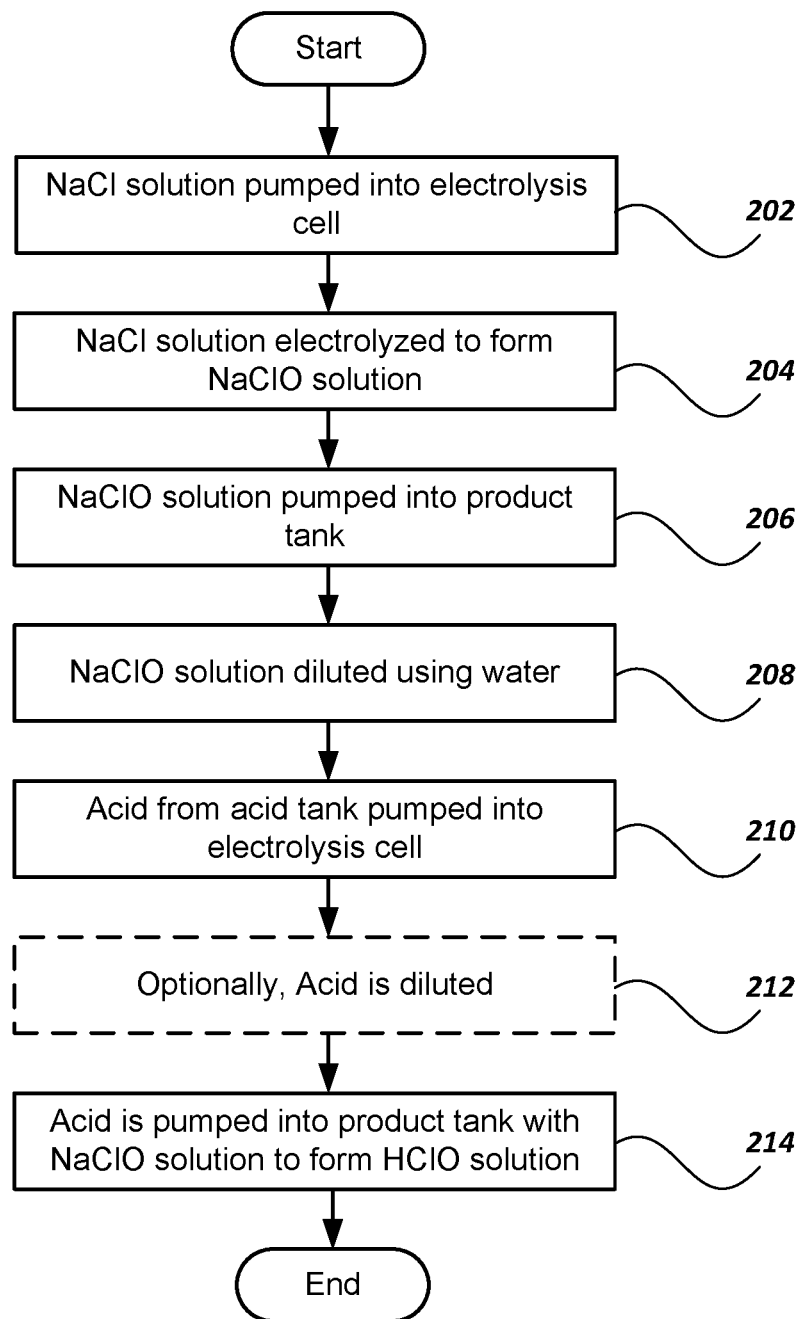 Start
NaCl solution pumped into electrolysis
cell
202
NaCl solution electrolyzed to form
NaClO solution
204
NaClO solution pumped into product
tank
206
NaClO solution diluted using water
208
Acid from acid tank pumped into
electrolysis cell
210
Optionally, Acid is diluted
212
Acid is pumped into product tank with
NaClO solution to form HClO solution
214
End